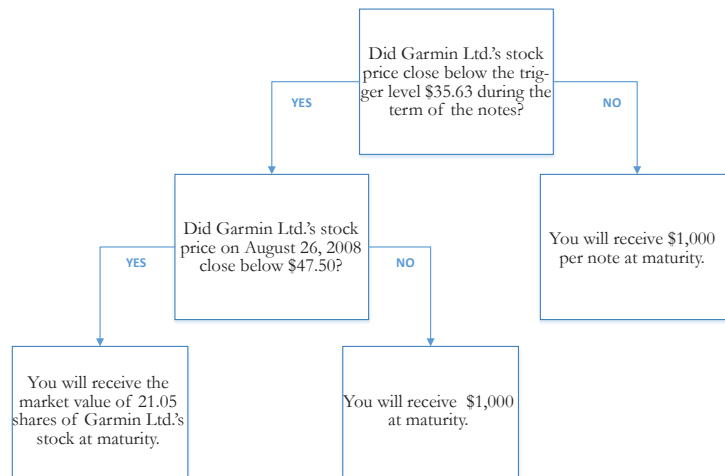 Did Garmin Ltd.'s stock
price close below the trig-
ger level $35.63 during the
term of the notes?
YES
NO
Did Garmin Ltd.'s stock
price on August 26, 2008
close below $47.50?
You will receive $1,000
per note at maturity.
YES
NO
You will receive the
market value of 21.05
shares of Garmin Ltd.'s
stock at maturity.
You will receive $1,000
at maturity.